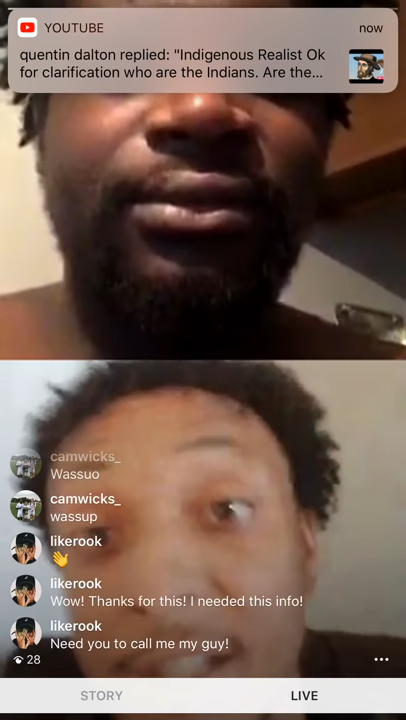 YOUTUBE
now
quentin dalton replied: "Indigenous Realist Ok
for clarification who are the Indians. Are the...
camwicks_
Wassuo
camwicks_
wassup
likerook
👋
likerook
Wow! Thanks for this! I needed this info!
likerook
Need you to call me my guy!
28
STORY
LIVE